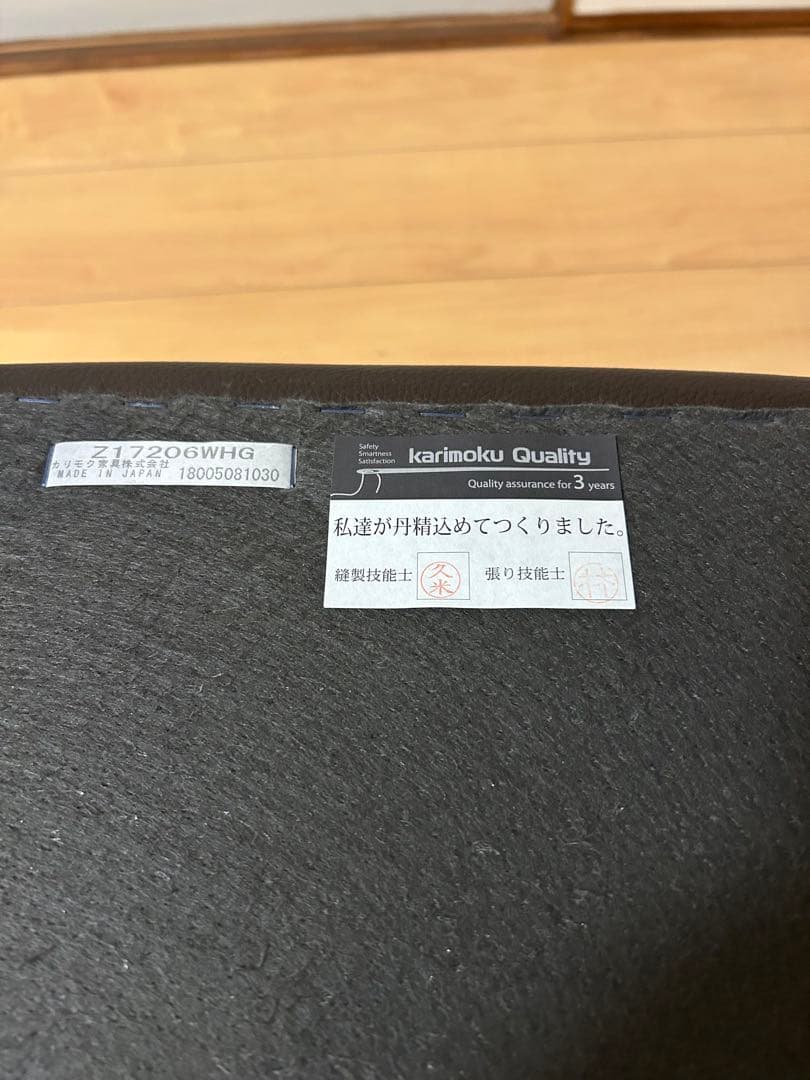 Z17206WHG
カリモク家具株式会社
MADE IN JAPAN 18005081030
Safety
Smartness
Satisfaction
karimoku Quality
Quality assurance for 3 years
私達が丹精込めてつくりました。
縫製技能士 久米 張り技能士